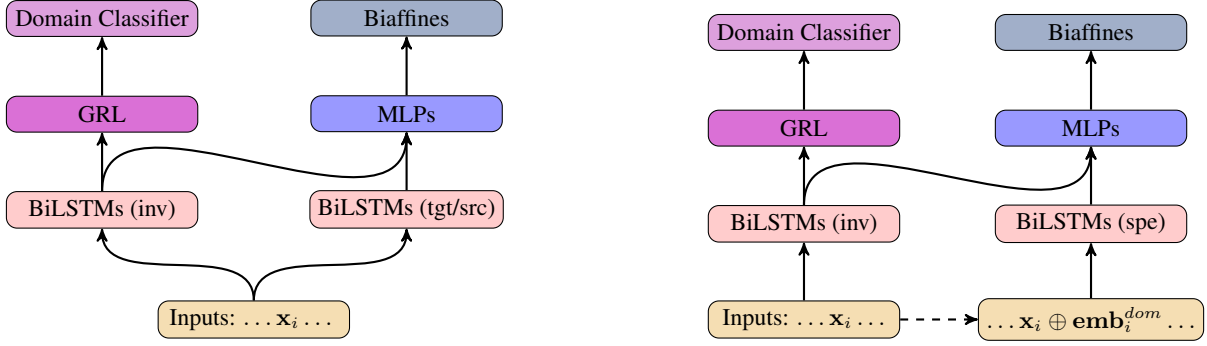 Domain Classifier
Biaffines
GRL
MLPs
BiLSTMs (inv)
BiLSTMs (tgt/src)
Inputs: … x_i …
Domain Classifier
Biaffines
GRL
MLPs
BiLSTMs (inv)
BiLSTMs (spe)
Inputs: … x_i …
… x_i ⊕ emb_i^dom …